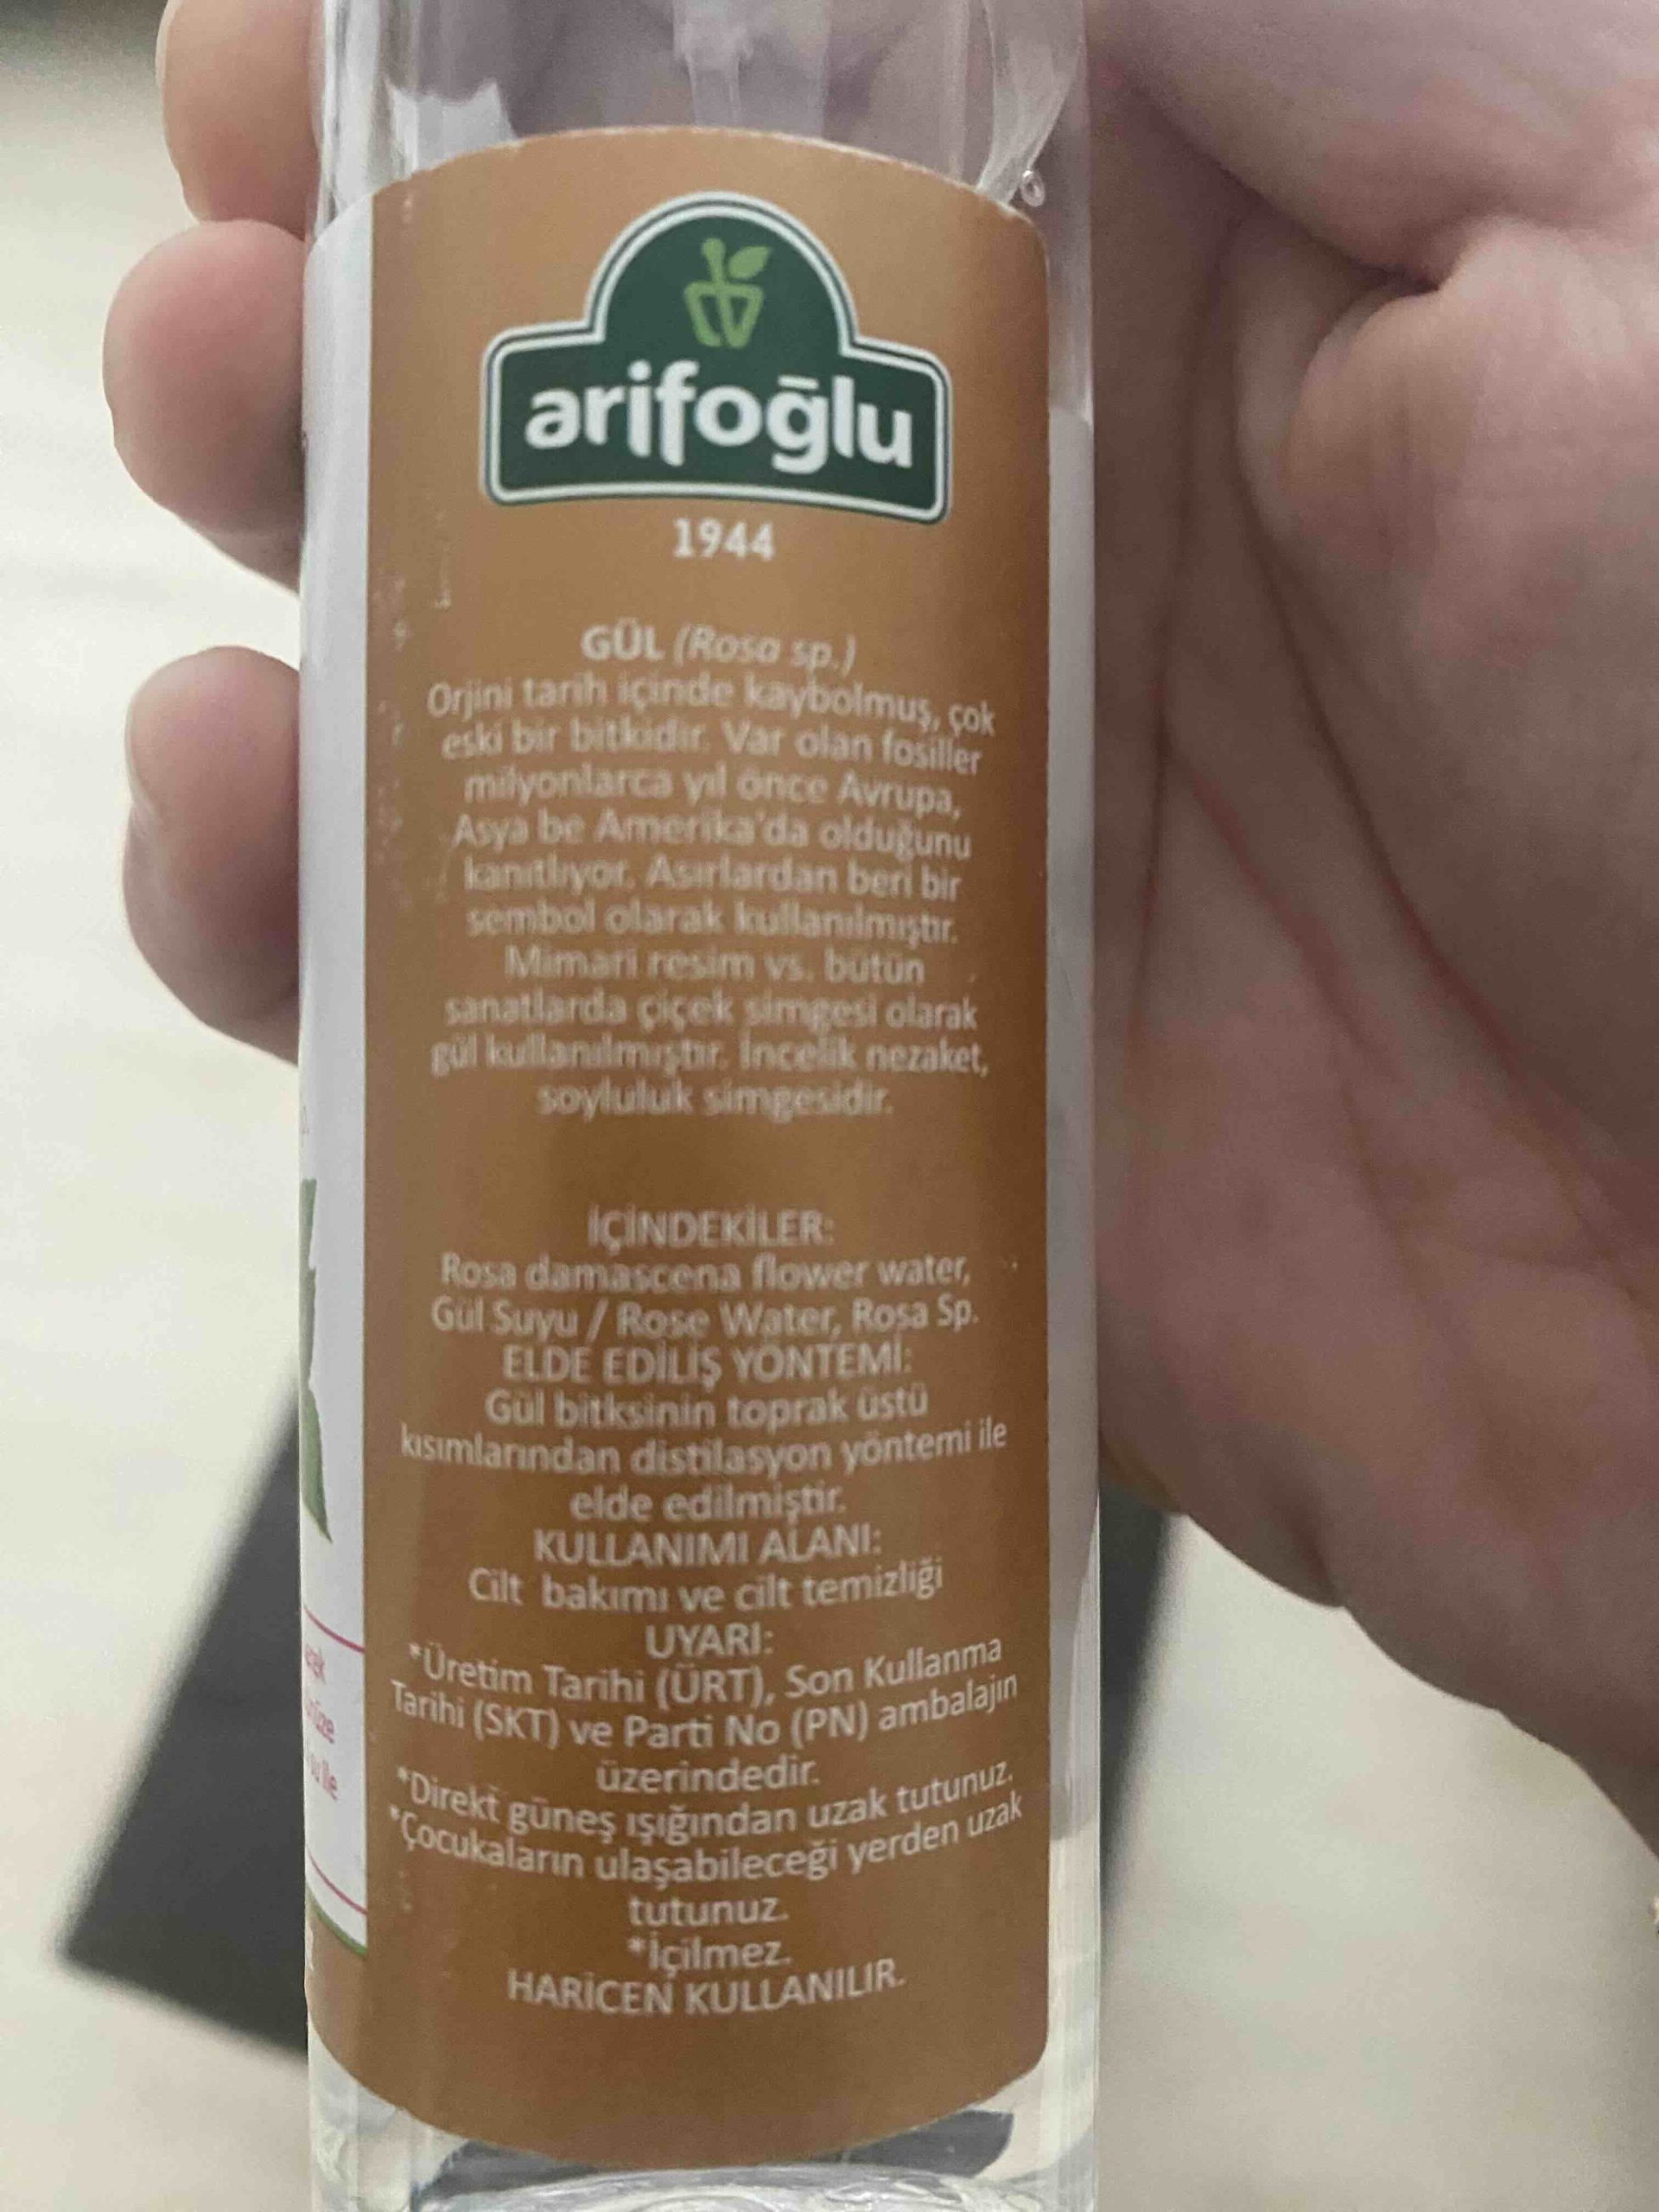 arifoğlu
1944
GÜL (Rosa sp.)
Orjini tarih içinde kaybolmuş, çok
eski bir bitkidir. Var olan fosiller
milyonlarca yıl önce Avrupa,
Asya be Amerika'da olduğunu
kanıtlıyor. Asırlardan beri bir
sembol olarak kullanılmıştır.
Mimari resim vs. bütün
sanatlarda çiçek simgesi olarak
gül kullanılmıştır. İncelik nezaket,
soyluluk simgesidir.
İÇİNDEKİLER:
Rosa damascena flower water,
Gül Suyu / Rose Water, Rosa Sp.
ELDE EDİLİŞ YÖNTEMİ:
Gül bitksinin toprak üstü
kısımlarından distilasyon yöntemi ile
elde edilmiştir.
KULLANIMI ALANI:
Cilt bakımı ve cilt temizliği
UYARI:
*Üretim Tarihi (ÜRT), Son Kullanma
Tarihi (SKT) ve Parti No (PN) ambalajın
üzerindedir.
*Direkt güneş ışığından uzak tutunuz.
*Çocukaların ulaşabileceği yerden uzak
tutunuz.
*İçilmez.
HARİCEN KULLANILIR.